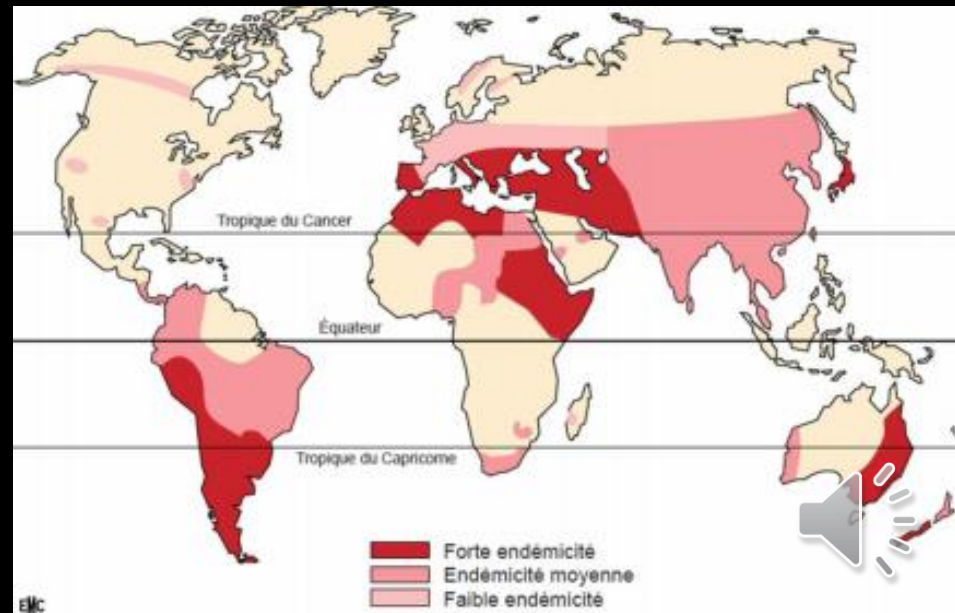 Tropique du Cancer
Équateur
Tropique du Capricorne
Forte endémicité
Endémicité moyenne
Faible endémicité
EMC